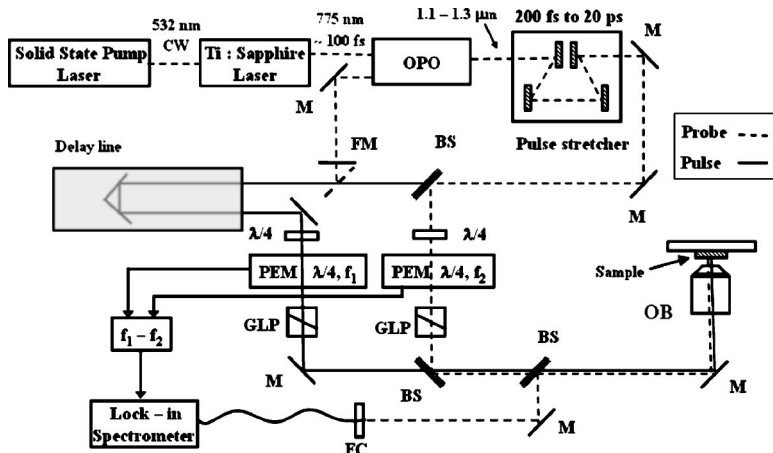 532 nm
CW
775 nm
~ 100 fs
1.1 – 1.3 μm
200 fs to 20 ps
Solid State Pump
Laser
Ti : Sapphire
Laser
OPO
M
M
Pulse stretcher
Probe
Pulse
Delay line
FM
BS
M
λ/4
λ/4
PEM λ/4, f₁
PEM λ/4, f₂
Sample
OB
GLP
GLP
f₁ – f₂
M
BS
BS
M
Lock – in
Spectrometer
FC
M